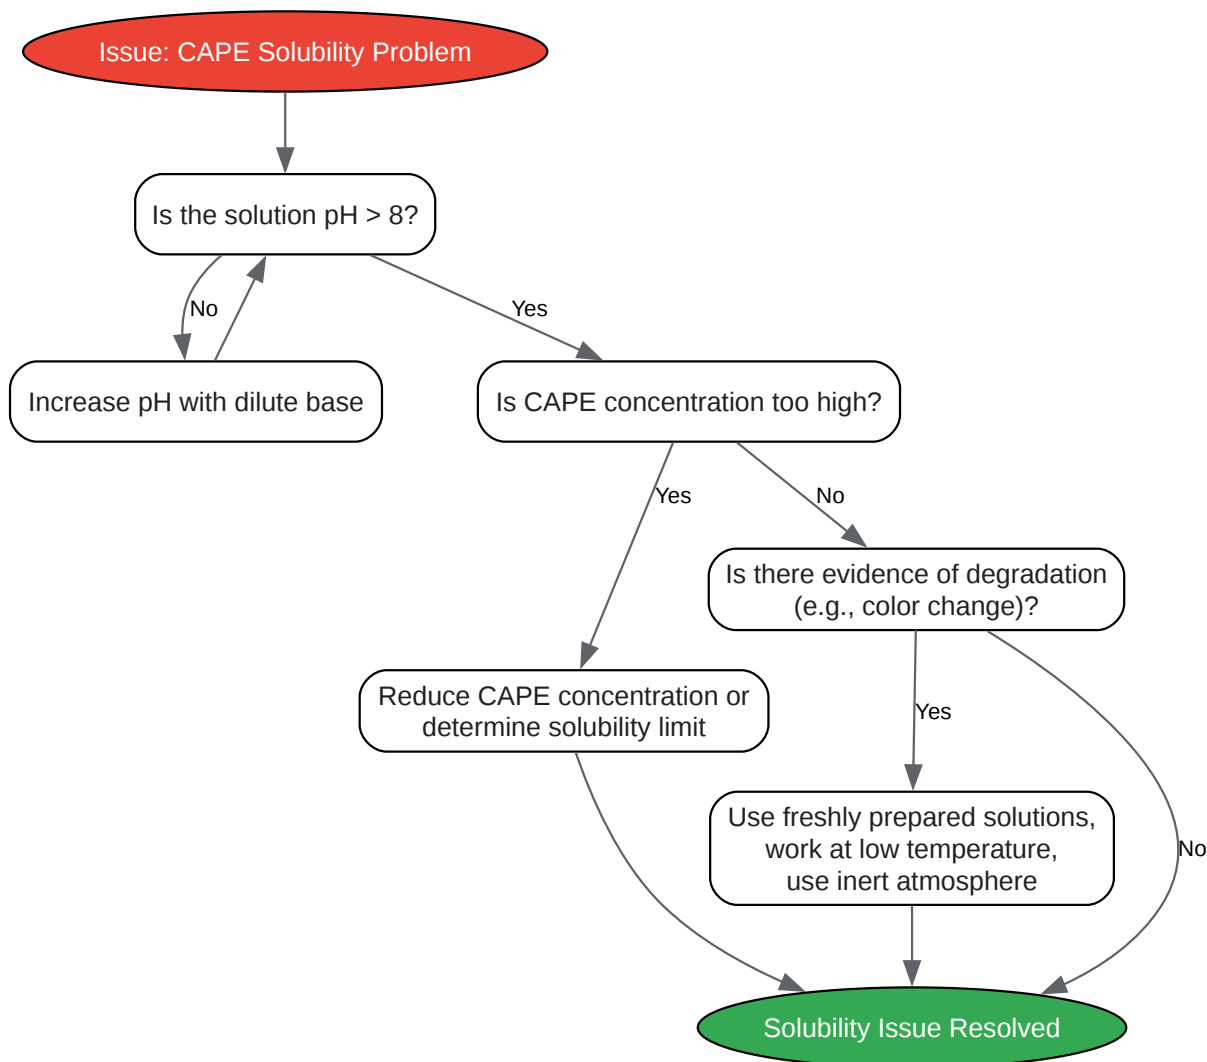 Issue: CAPE Solubility Problem
Is the solution pH > 8?
No
Yes
Increase pH with dilute base
Is CAPE concentration too high?
Yes
No
Is there evidence of degradation
(e.g., color change)?
Reduce CAPE concentration or
determine solubility limit
Yes
Use freshly prepared solutions,
work at low temperature,
use inert atmosphere
No
Solubility Issue Resolved